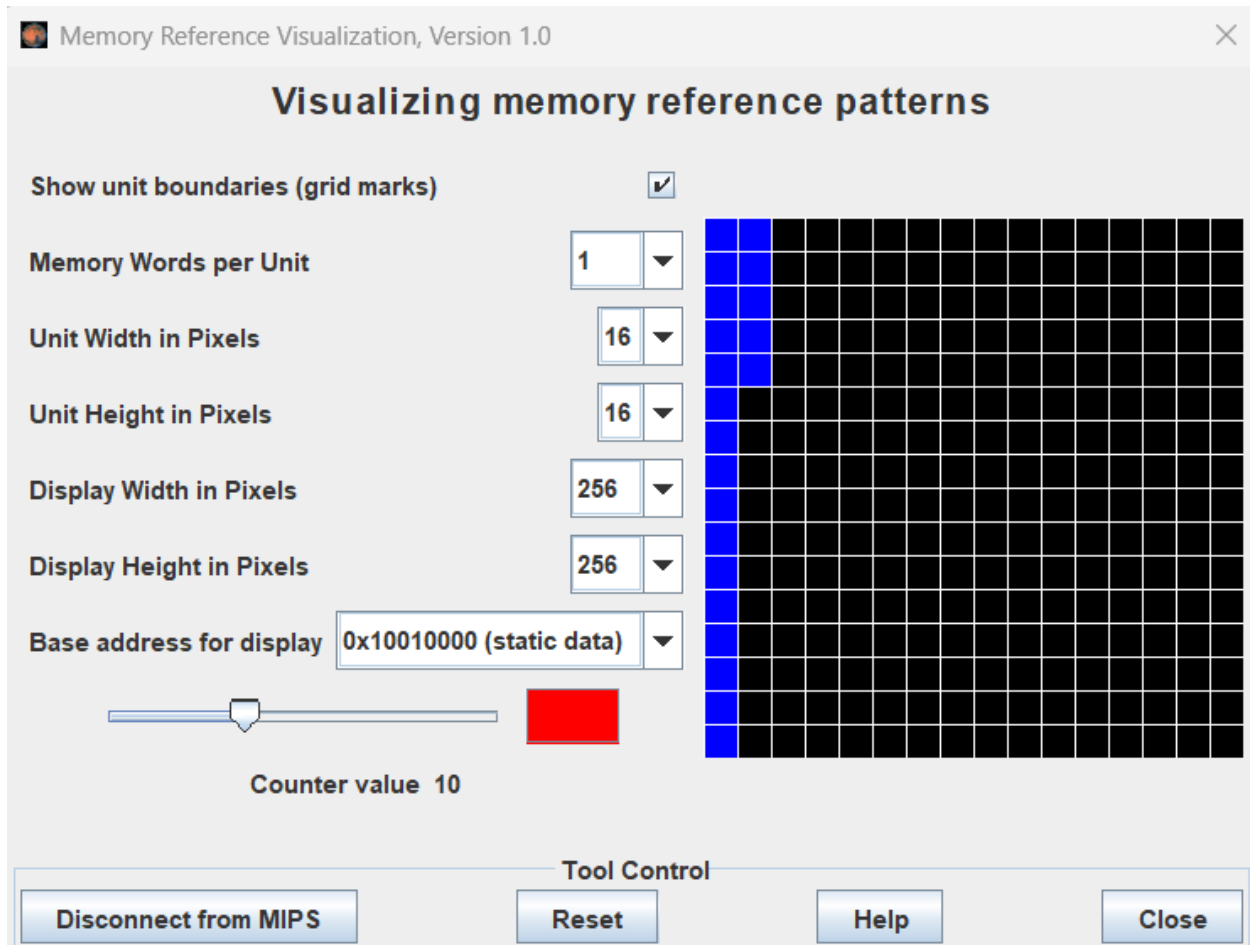 Memory Reference Visualization, Version 1.0
Visualizing memory reference patterns
Show unit boundaries (grid marks)
Memory Words per Unit 1
Unit Width in Pixels 16
Unit Height in Pixels 16
Display Width in Pixels 256
Display Height in Pixels 256
Base address for display 0x10010000 (static data)
Counter value 10
Tool Control
Disconnect from MIPS Reset Help Close